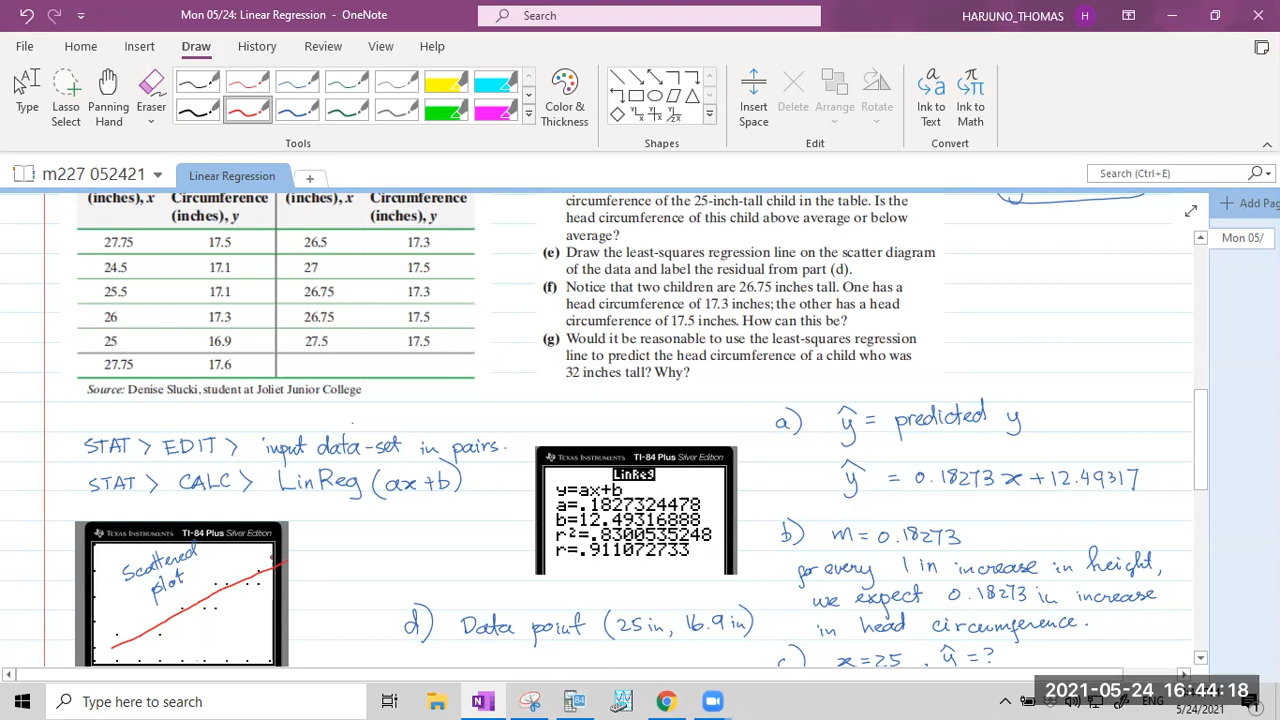 Mon 05/24: Linear Regression - OneNote
Search
HARJUNO_THOMAS
H
File
Home
Insert
Draw
History
Review
View
Help
Type
Lasso
Select
Panning
Hand
Eraser
Color &
Thickness
Insert
Space
Delete
Arrange
Rotate
Ink to
Text
Ink to
Math
Tools
Shapes
Edit
Convert
m227 052421
Linear Regression
Search (Ctrl+E)
Add Pag
Mon 05/
(inches), x Circumference (inches), x Circumference
(inches), y (inches), y
27.75 17.5 26.5 17.3
24.5 17.1 27 17.5
25.5 17.1 26.75 17.3
26 17.3 26.75 17.5
25 16.9 27.5 17.5
27.75 17.6
Source: Denise Slucki, student at Joliet Junior College
circumference of the 25-inch-tall child in the table. Is the
head circumference of this child above average or below
average?
(e) Draw the least-squares regression line on the scatter diagram
of the data and label the residual from part (d).
(f) Notice that two children are 26.75 inches tall. One has a
head circumference of 17.3 inches; the other has a head
circumference of 17.5 inches. How can this be?
(g) Would it be reasonable to use the least-squares regression
line to predict the head circumference of a child who was
32 inches tall? Why?
STAT > EDIT > input data-set in pairs.
STAT > CALC > LinReg (ax+b)
TEXAS INSTRUMENTS TI-84 Plus Silver Edition
Scattered
plot
TEXAS INSTRUMENTS TI-84 Plus Silver Edition
LinReg
y=ax+b
a=.1827324478
b=12.49316888
r²=.8300535248
r=.911072733
a) ŷ = predicted y
ŷ = 0.18273 x + 12.49317
b) m = 0.18273
for every 1 in increase in height,
we expect 0.18273 in increase
in head circumference.
d) Data point (25 in, 16.9 in)
c) x = 25 , ŷ = ?
Type here to search
84
2021-05-24 16:44:18
5/24/2021